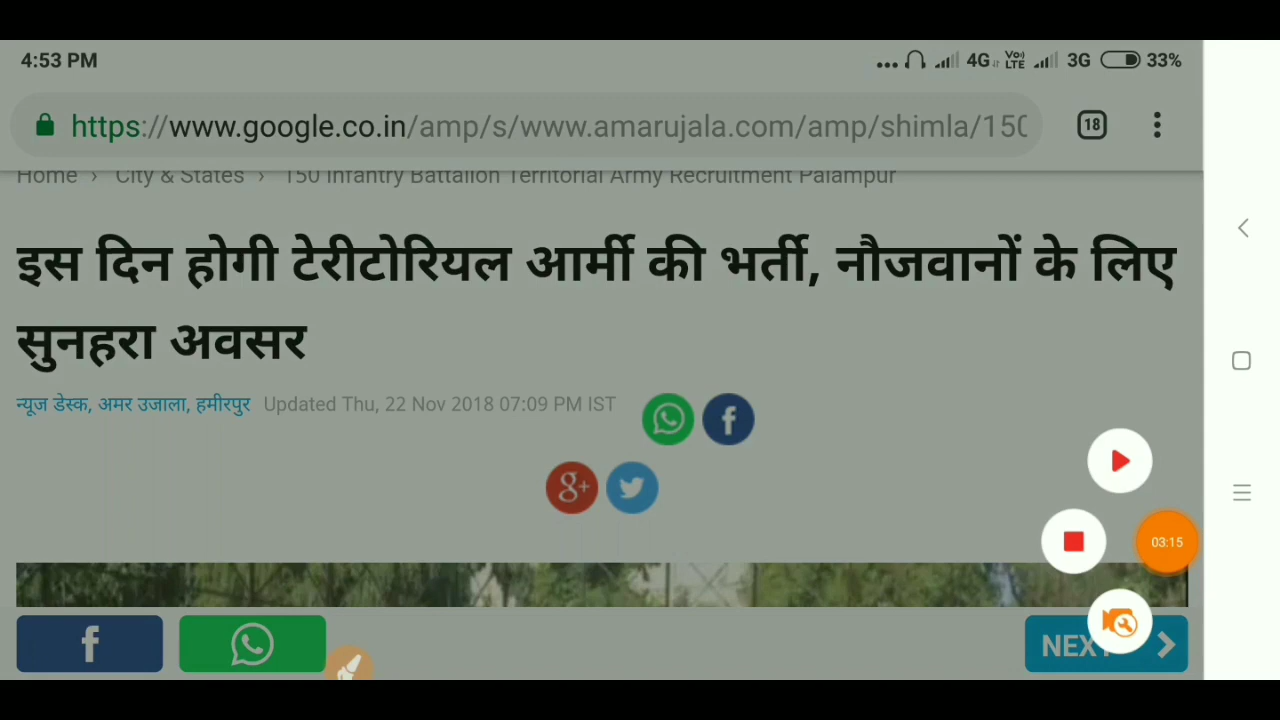 4:53 PM
4G VoLTE 3G 33%
https://www.google.co.in/amp/s/www.amarujala.com/amp/shimla/150
18
Home › City & States › 150 Infantry Battalion Territorial Army Recruitment Palampur
इस दिन होगी टेरीटोरियल आर्मी की भर्ती, नौजवानों के लिए
सुनहरा अवसर
न्यूज डेस्क, अमर उजाला, हमीरपुर Updated Thu, 22 Nov 2018 07:09 PM IST
03:15
NEXT